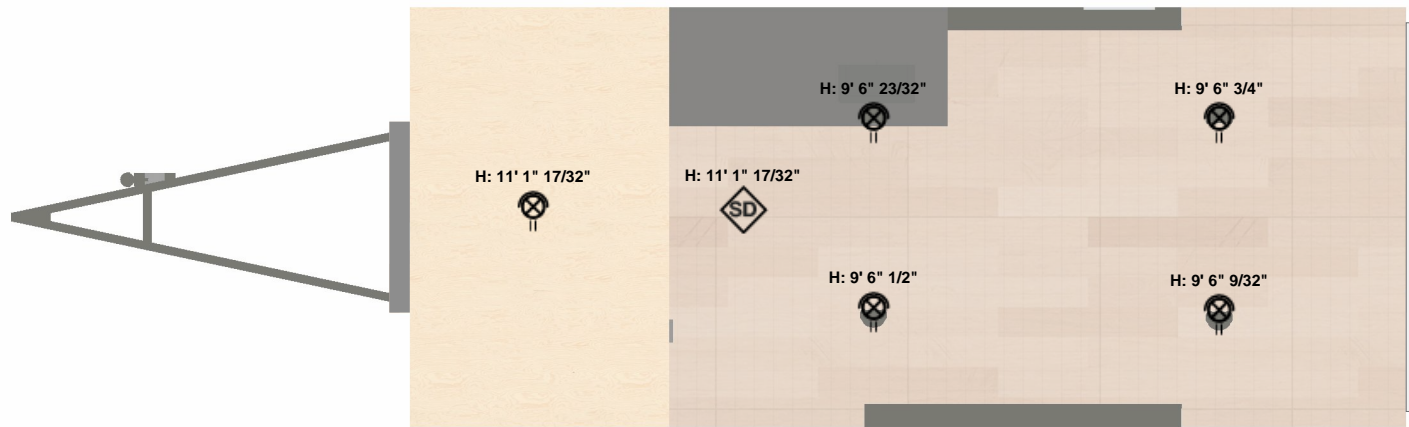 H: 9' 6" 23/32"
H: 9' 6" 3/4"
H: 11' 1" 17/32"
H: 11' 1" 17/32"
SD
H: 9' 6" 1/2"
H: 9' 6" 9/32"